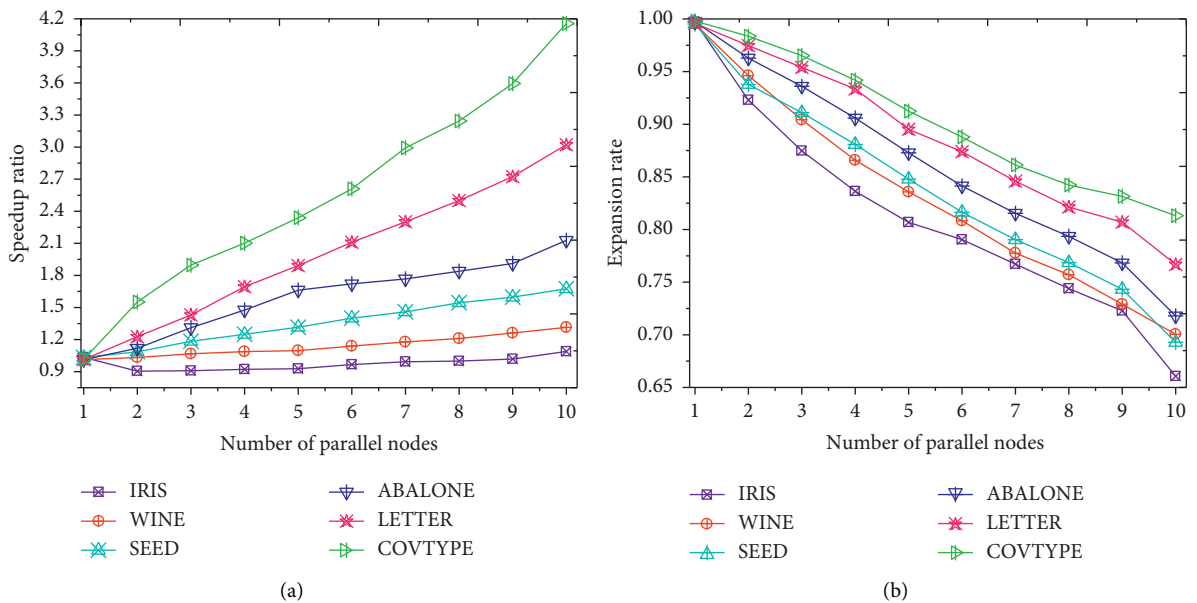 4.2
3.9
3.6
3.3
3.0
2.7
2.4
2.1
1.8
1.5
1.2
0.9
Speedup ratio
1 2 3 4 5 6 7 8 9 10
Number of parallel nodes
IRIS
WINE
SEED
ABALONE
LETTER
COVTYPE
(a)
1.00
0.95
0.90
0.85
0.80
0.75
0.70
0.65
Expansion rate
1 2 3 4 5 6 7 8 9 10
Number of parallel nodes
IRIS
WINE
SEED
ABALONE
LETTER
COVTYPE
(b)